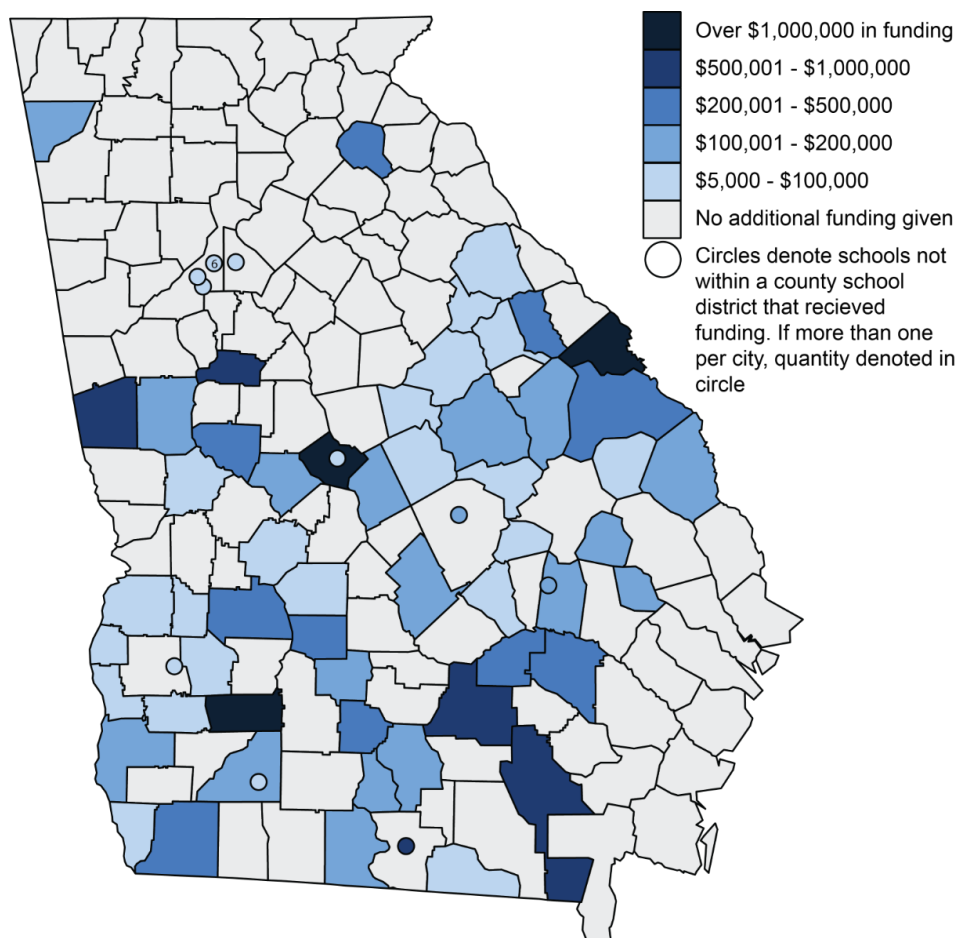 Over $1,000,000 in funding
$500,001 - $1,000,000
$200,001 - $500,000
$100,001 - $200,000
$5,000 - $100,000
No additional funding given
Circles denote schools not
within a county school
district that recieved
funding. If more than one
per city, quantity denoted in
circle
6